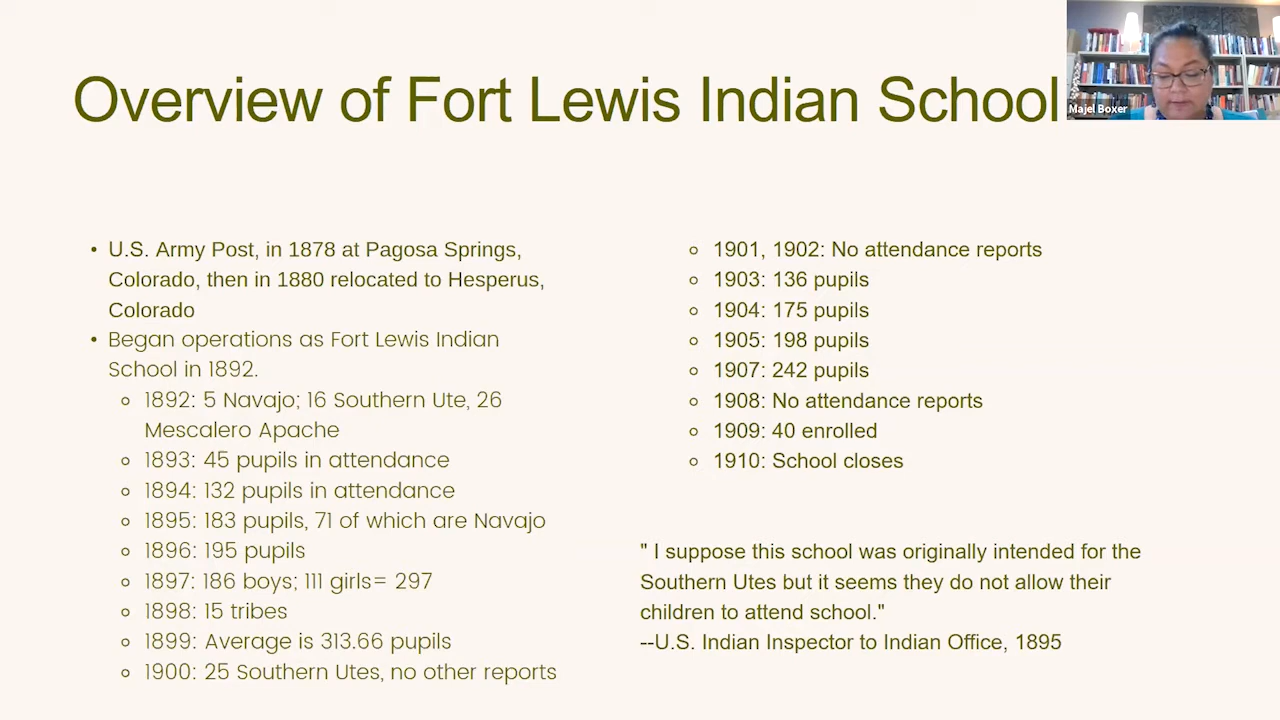 Overview of Fort Lewis Indian School
Majel Boxer
• U.S. Army Post, in 1878 at Pagosa Springs,
Colorado, then in 1880 relocated to Hesperus,
Colorado
• Began operations as Fort Lewis Indian
School in 1892.
○ 1892: 5 Navajo; 16 Southern Ute, 26
Mescalero Apache
○ 1893: 45 pupils in attendance
○ 1894: 132 pupils in attendance
○ 1895: 183 pupils, 71 of which are Navajo
○ 1896: 195 pupils
○ 1897: 186 boys; 111 girls= 297
○ 1898: 15 tribes
○ 1899: Average is 313.66 pupils
○ 1900: 25 Southern Utes, no other reports
○ 1901, 1902: No attendance reports
○ 1903: 136 pupils
○ 1904: 175 pupils
○ 1905: 198 pupils
○ 1907: 242 pupils
○ 1908: No attendance reports
○ 1909: 40 enrolled
○ 1910: School closes
" I suppose this school was originally intended for the
Southern Utes but it seems they do not allow their
children to attend school."
--U.S. Indian Inspector to Indian Office, 1895